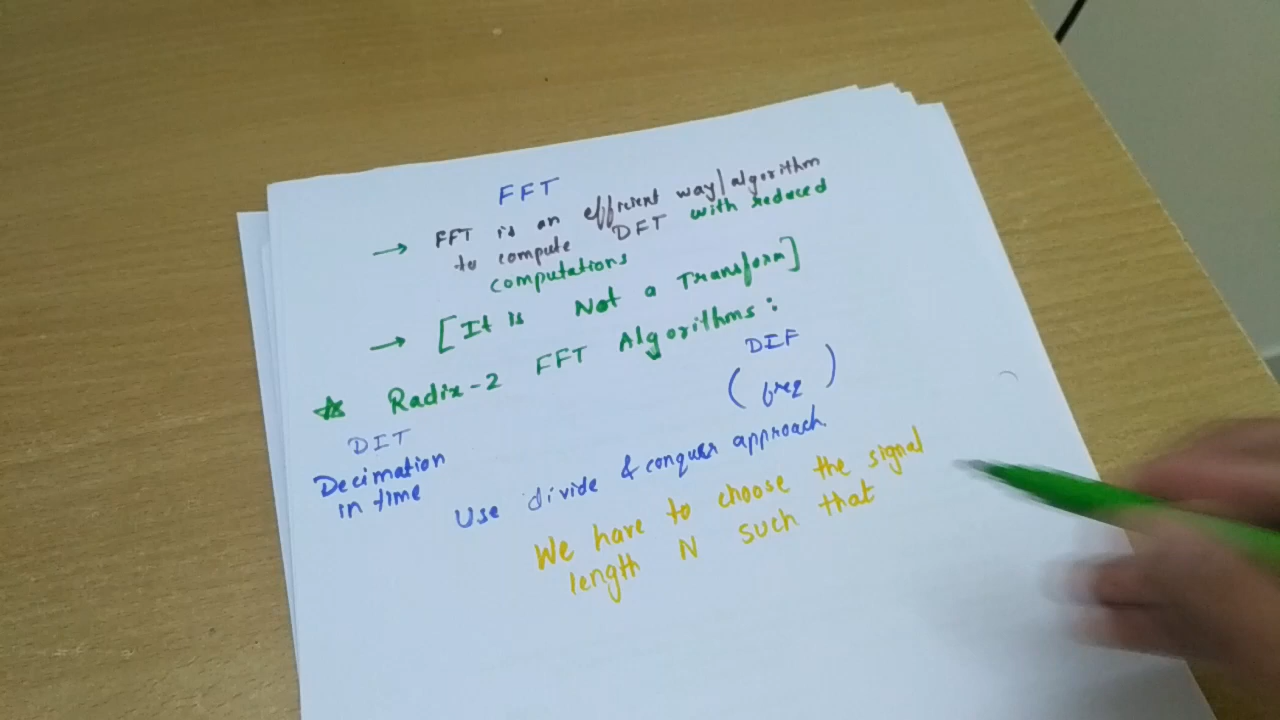 FFT
→ FFT is an efficient way/algorithm
to compute DFT with reduced
computations
→ [It is Not a Transform]
☆ Radix-2 FFT Algorithms:
DIT
Decimation
in time
DIF
(freq)
Use divide & conquer approach.
We have to choose the signal
length N such that